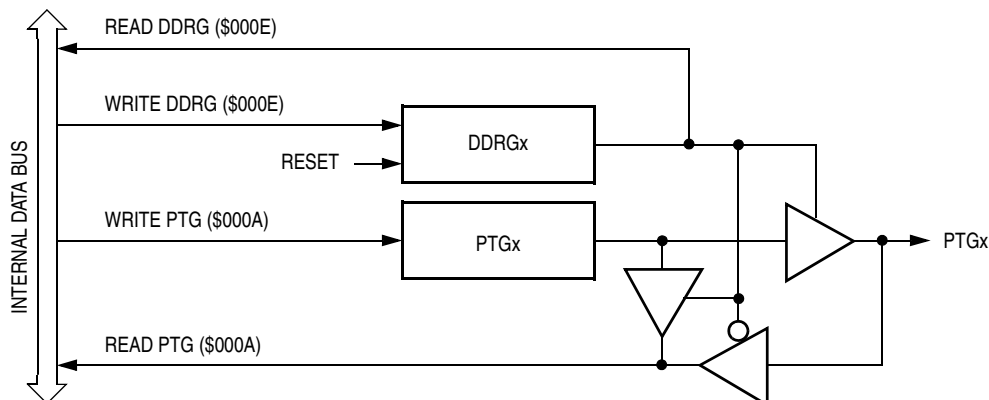 READ DDRG ($000E)
WRITE DDRG ($000E)
DDRGx
RESET
INTERNAL DATA BUS
WRITE PTG ($000A)
PTGx
PTGx
READ PTG ($000A)